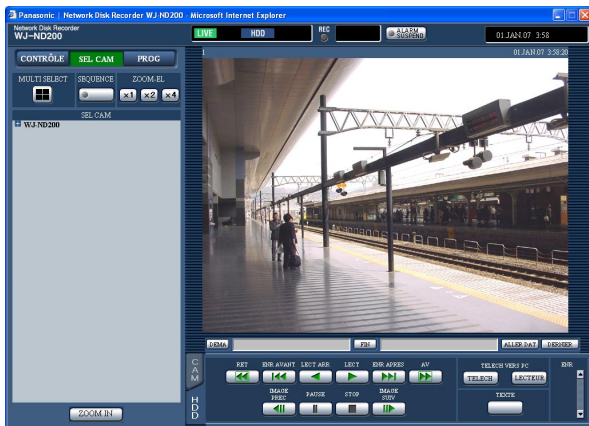 Panasonic | Network Disk Recorder WJ-ND200 - Microsoft Internet Explorer
Network Disk Recorder
WJ-ND200
LIVE HDD REC ALARM SUSPEND 01.JAN.07 3:58
CONTRÔLE SEL CAM PROG
1 01.JAN.07 3:58:20
MULTI SELECT SEQUENCE ZOOM-EL
x1 x2 x4
SEL CAM
WJ-ND200
DEMA FIN ALLER DAT DERNIER
CAM
RET ENR AVANT LECT ARR LECT ENR APRES AV
TELECH VERS PC ENR
TELECH LECTEUR
HDD
IMAGE PREC PAUSE STOP IMAGE SUIV
TEXTE
ZOOM IN